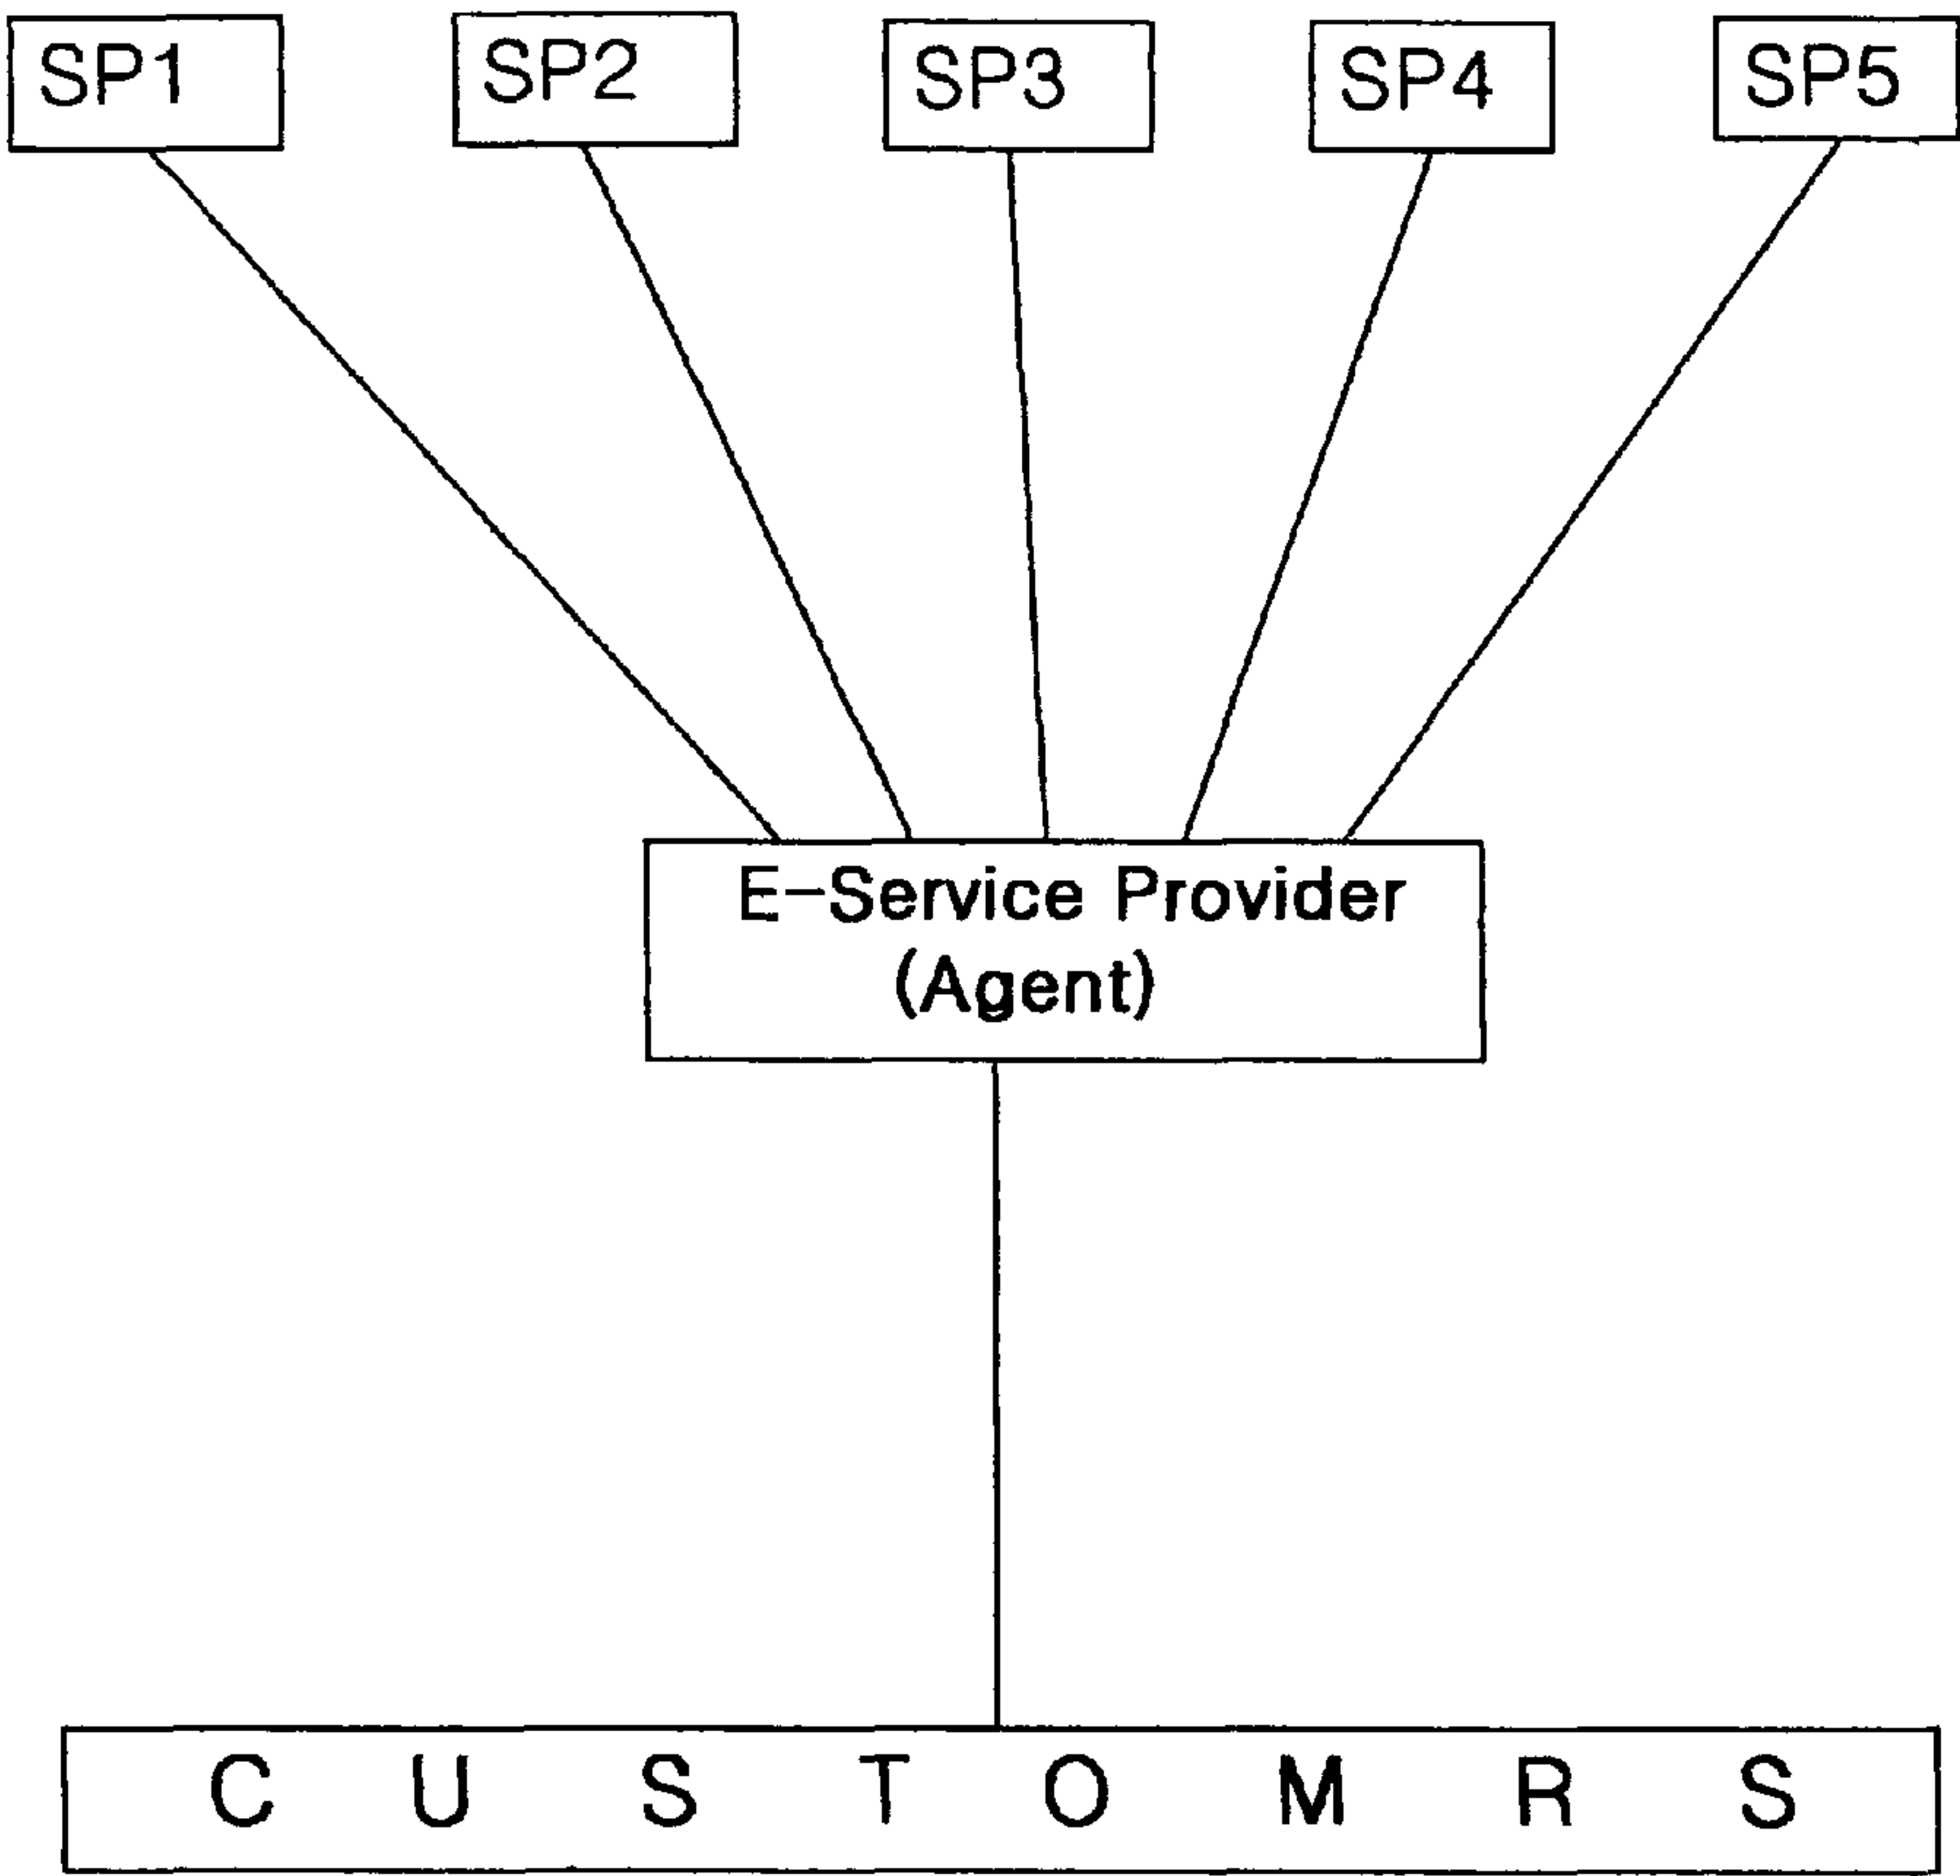 SP1 SP2 SP3 SP4 SP5
E-Service Provider
(Agent)
C U S T O M R S